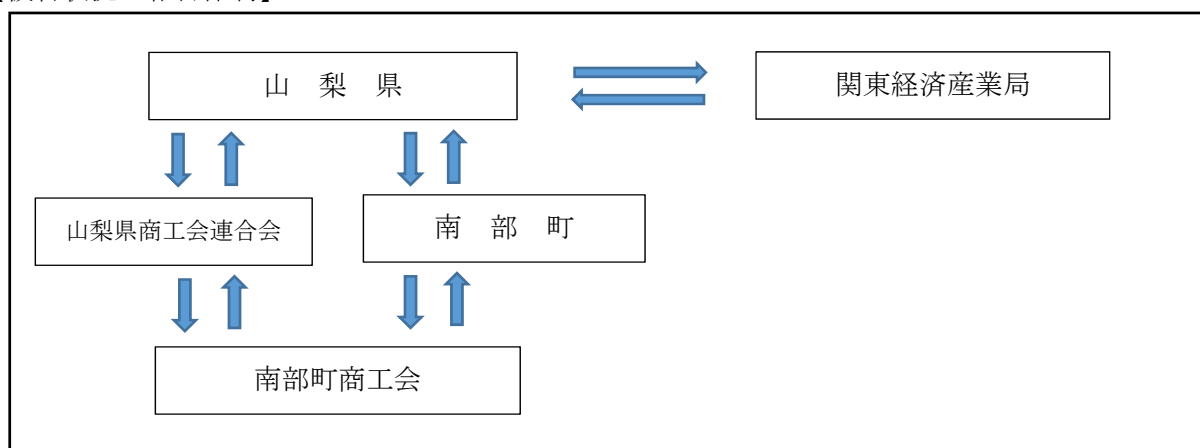 山　梨　県
関東経済産業局
山梨県商工会連合会
南　部　町
南部町商工会